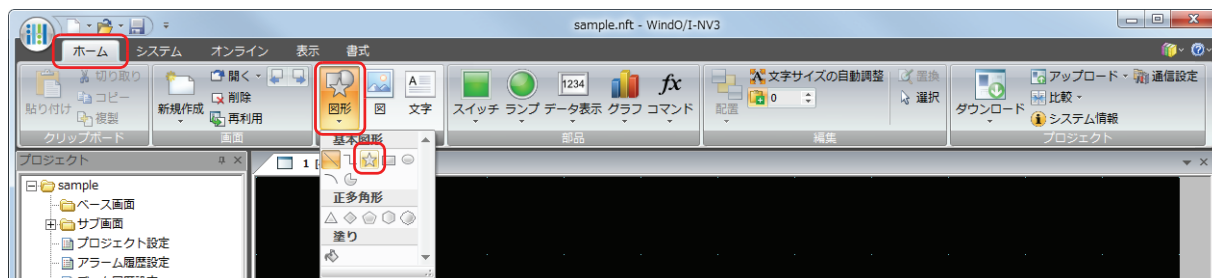 sample.nft - WindO/I-NV3
ホーム システム オンライン 表示 書式
貼り付け 切り取り コピー 複製
新規作成 開く 削除 再利用
図形 図 文字
スイッチ ランプ データ表示 グラフ コマンド
1234
fx
A
配置 文字サイズの自動調整 0 置換 選択
ダウンロード アップロード 比較 システム情報 通信設定
クリップボード 画面 部品 編集 プロジェクト
プロジェクト
1
基本図形
正多角形
塗り
sample
ベース画面
サブ画面
プロジェクト設定
アラーム履歴設定